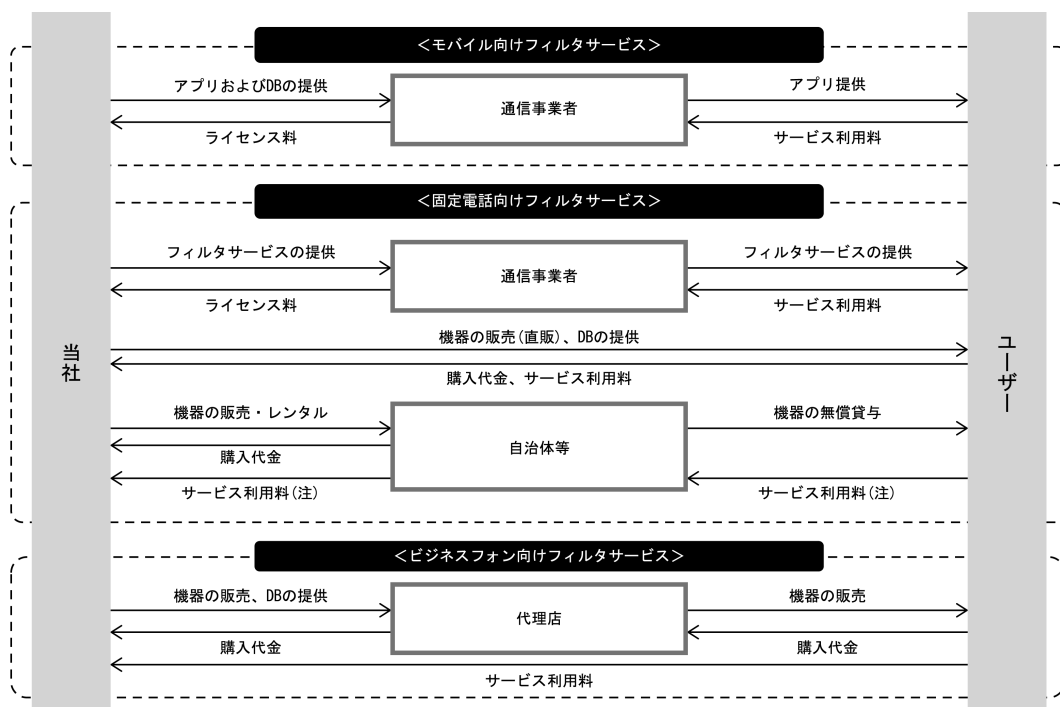 ＜モバイル向けフィルタサービス＞
アプリおよびDBの提供
通信事業者
アプリ提供
ライセンス料
サービス利用料
＜固定電話向けフィルタサービス＞
フィルタサービスの提供
通信事業者
フィルタサービスの提供
ライセンス料
サービス利用料
機器の販売(直販)、DBの提供
購入代金、サービス利用料
当社
ユーザー
機器の販売・レンタル
自治体等
機器の無償貸与
購入代金
サービス利用料(注)
サービス利用料(注)
＜ビジネスフォン向けフィルタサービス＞
機器の販売、DBの提供
代理店
機器の販売
購入代金
購入代金
サービス利用料